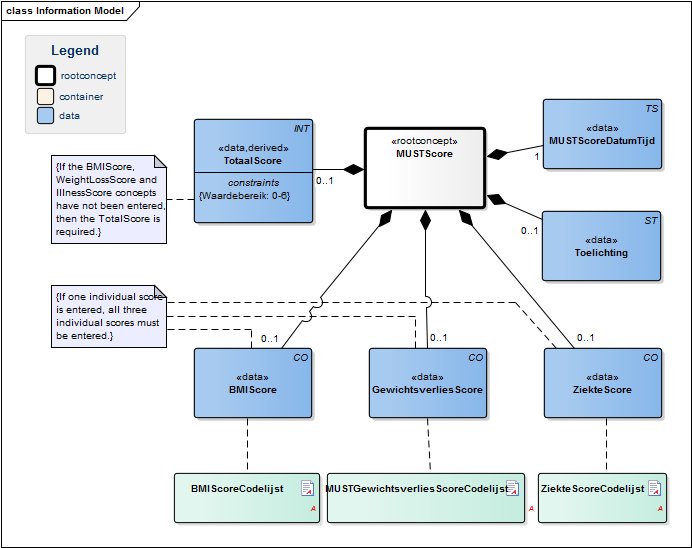 class Information Model
Legend
rootconcept
container
data
INT
«data,derived»
TotaalScore
constraints
{Waardebereik: 0-6}
0..1
«rootconcept»
MUSTScore
TS
«data»
MUSTScoreDatumTijd
1
ST
«data»
Toelichting
0..1
{If the BMIScore,
WeightLossScore and
IllnessScore concepts
have not been entered,
then the TotalScore is
required.}
{If one individual score
is entered, all three
individual scores must
be entered.}
0..1
0..1
0..1
CO
«data»
BMIScore
CO
«data»
GewichtsverliesScore
CO
«data»
ZiekteScore
BMIScoreCodelijst
A
MUSTGewichtsverliesScoreCodelijst
A
ZiekteScoreCodelijst
A